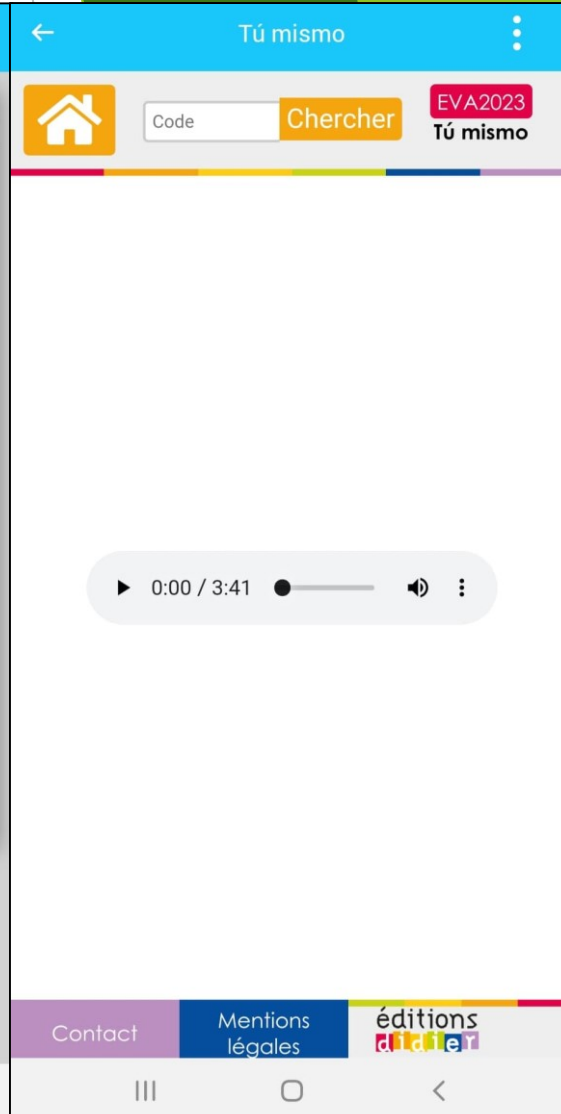 Tú mismo
Code
Chercher
EVA2023
Tú mismo
0:00 / 3:41
Contact
Mentions
légales
éditions
didier